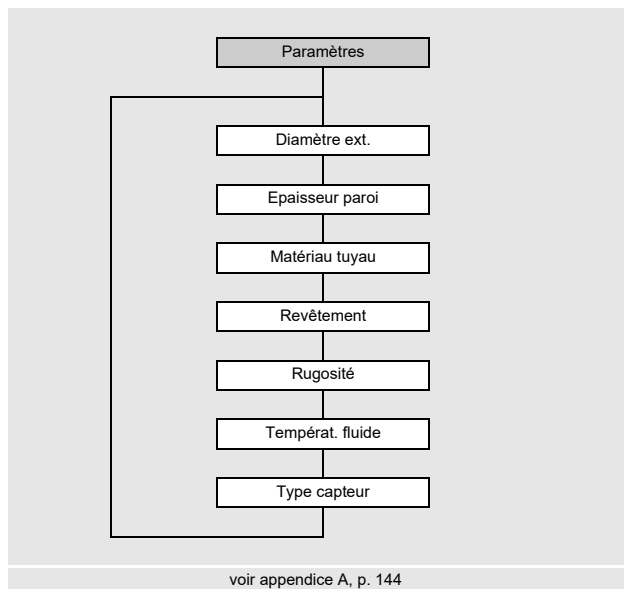 Paramètres
Diamètre ext.
Epaisseur paroi
Matériau tuyau
Revêtement
Rugosité
Températ. fluide
Type capteur
voir appendice A, p. 144